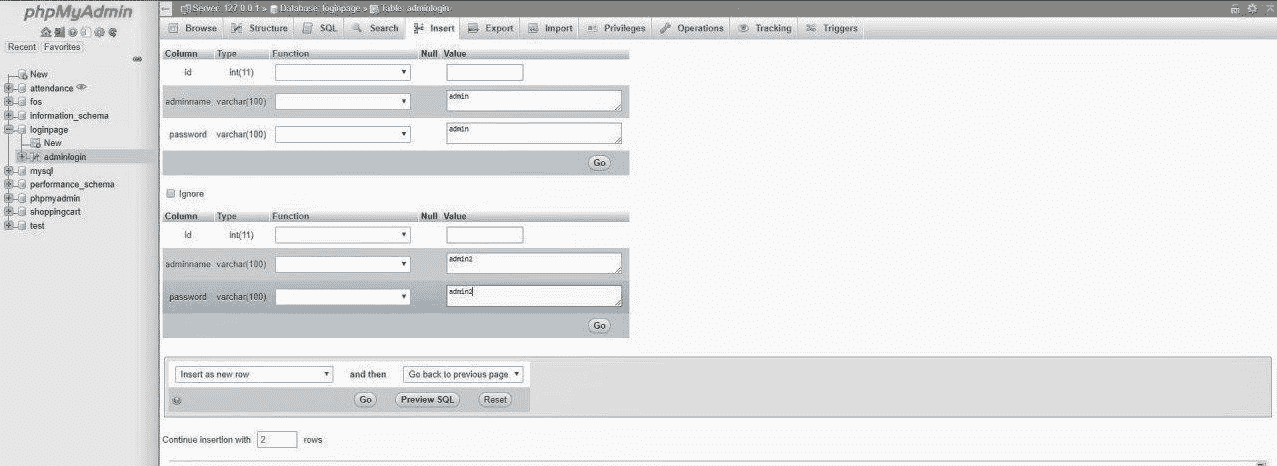 phpMyAdmin
Recent Favorites
New
attendance
fos
information_schema
loginpage
New
adminlogin
mysql
performance_schema
phpmyadmin
shoppingcart
test
Server: 127.0.0.1 » Database: loginpage » Table: adminlogin
Browse Structure SQL Search Insert Export Import Privileges Operations Tracking Triggers
Column Type Function Null Value
id int(11)
adminname varchar(100) admin
password varchar(100) admin
Go
Ignore
Column Type Function Null Value
id int(11)
adminname varchar(100) admin2
password varchar(100) admin2
Go
Insert as new row and then Go back to previous page
Go Preview SQL Reset
Continue insertion with 2 rows